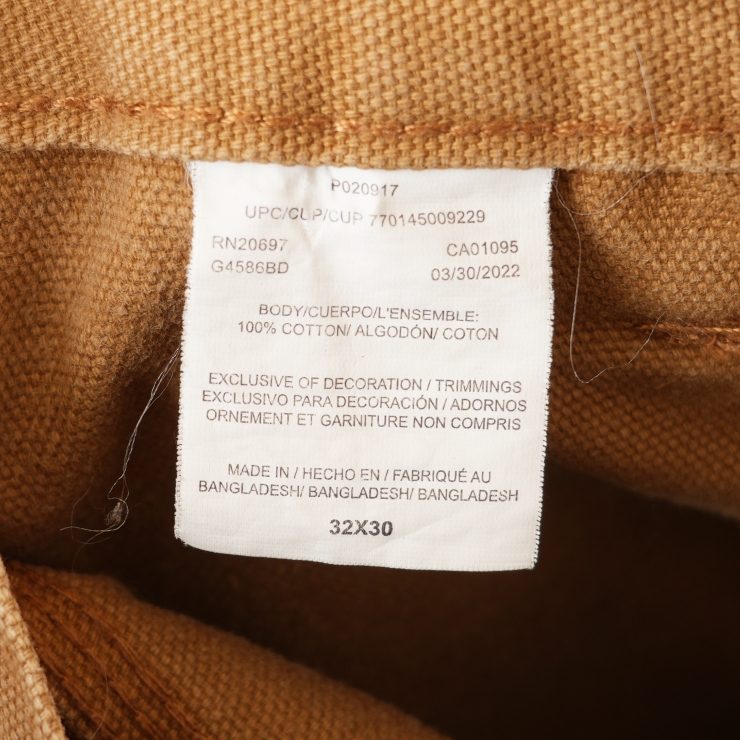 P020917
UPC/CUP/CUP 770145009229
RN20697 CA01095
G4586BD 03/30/2022
BODY/CUERPO/L'ENSEMBLE:
100% COTTON/ ALGODÓN/ COTON
EXCLUSIVE OF DECORATION / TRIMMINGS
EXCLUSIVO PARA DECORACIÓN / ADORNOS
ORNEMENT ET GARNITURE NON COMPRIS
MADE IN / HECHO EN / FABRIQUÉ AU
BANGLADESH/ BANGLADESH/ BANGLADESH
32X30